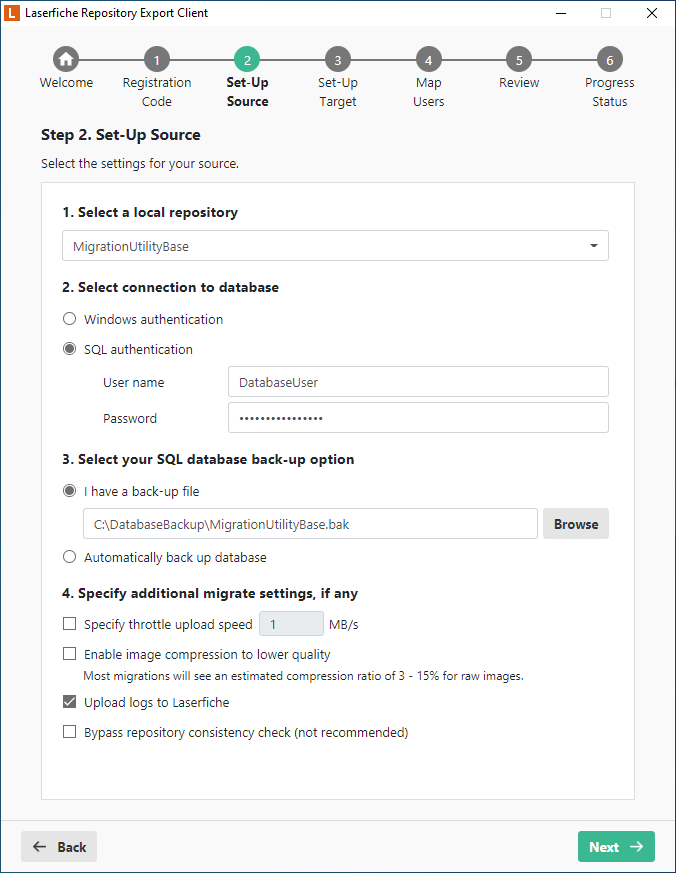 L Laserfiche Repository Export Client
1 2 3 4 5 6
Welcome Registration Code Set-Up Source Set-Up Target Map Users Review Progress Status
Step 2. Set-Up Source
Select the settings for your source.
1. Select a local repository
MigrationUtilityBase
2. Select connection to database
Windows authentication
SQL authentication
User name DatabaseUser
Password ••••••••••••••••
3. Select your SQL database back-up option
I have a back-up file
C:\DatabaseBackup\MigrationUtilityBase.bak Browse
Automatically back up database
4. Specify additional migrate settings, if any
Specify throttle upload speed 1 MB/s
Enable image compression to lower quality
Most migrations will see an estimated compression ratio of 3 - 15% for raw images.
Upload logs to Laserfiche
Bypass repository consistency check (not recommended)
Back Next